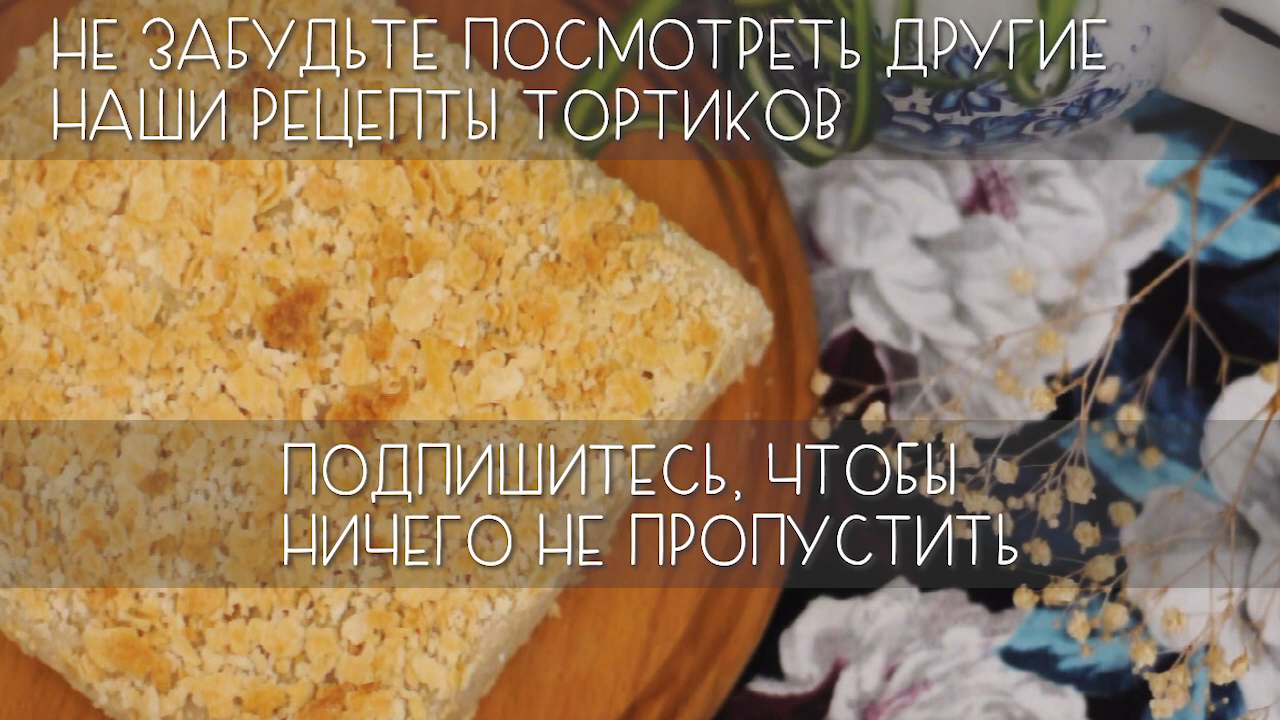 НЕ ЗАБУДЬТЕ ПОСМОТРЕТЬ ДРУГИЕ
НАШИ РЕЦЕПТЫ ТОРТИКОВ
ПОДПИШИТЕСЬ, ЧТОБЫ
НИЧЕГО НЕ ПРОПУСТИТЬ